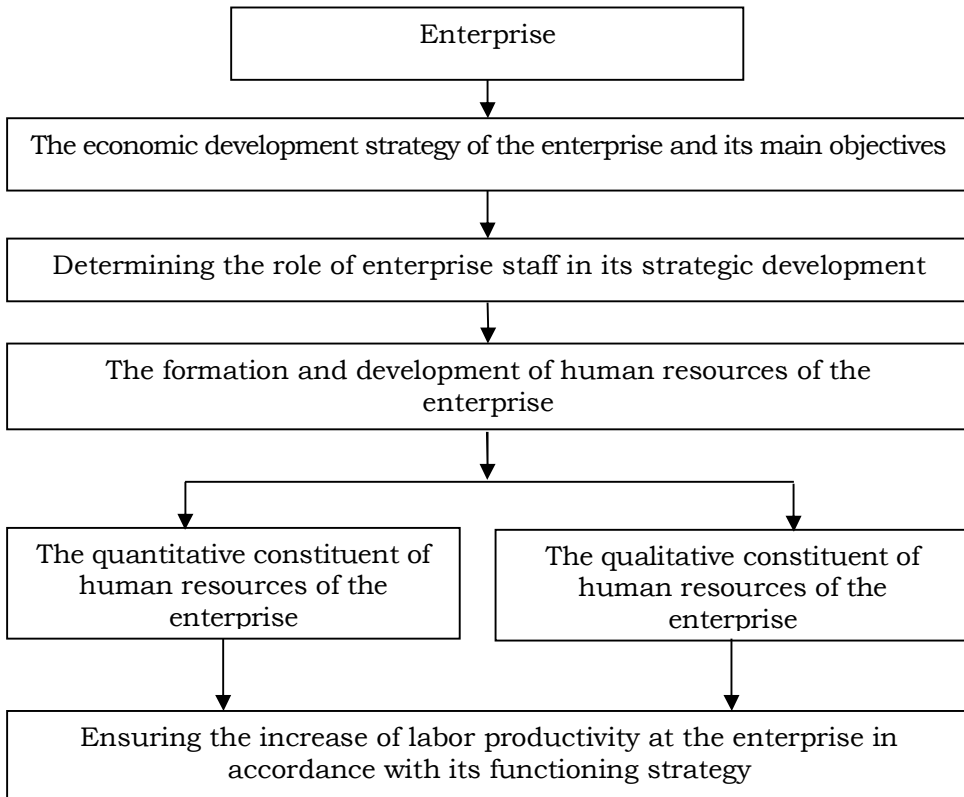 Enterprise
The economic development strategy of the enterprise and its main objectives
Determining the role of enterprise staff in its strategic development
The formation and development of human resources of the
enterprise
The quantitative constituent of
human resources of the
enterprise
The qualitative constituent of
human resources of the
enterprise
Ensuring the increase of labor productivity at the enterprise in
accordance with its functioning strategy